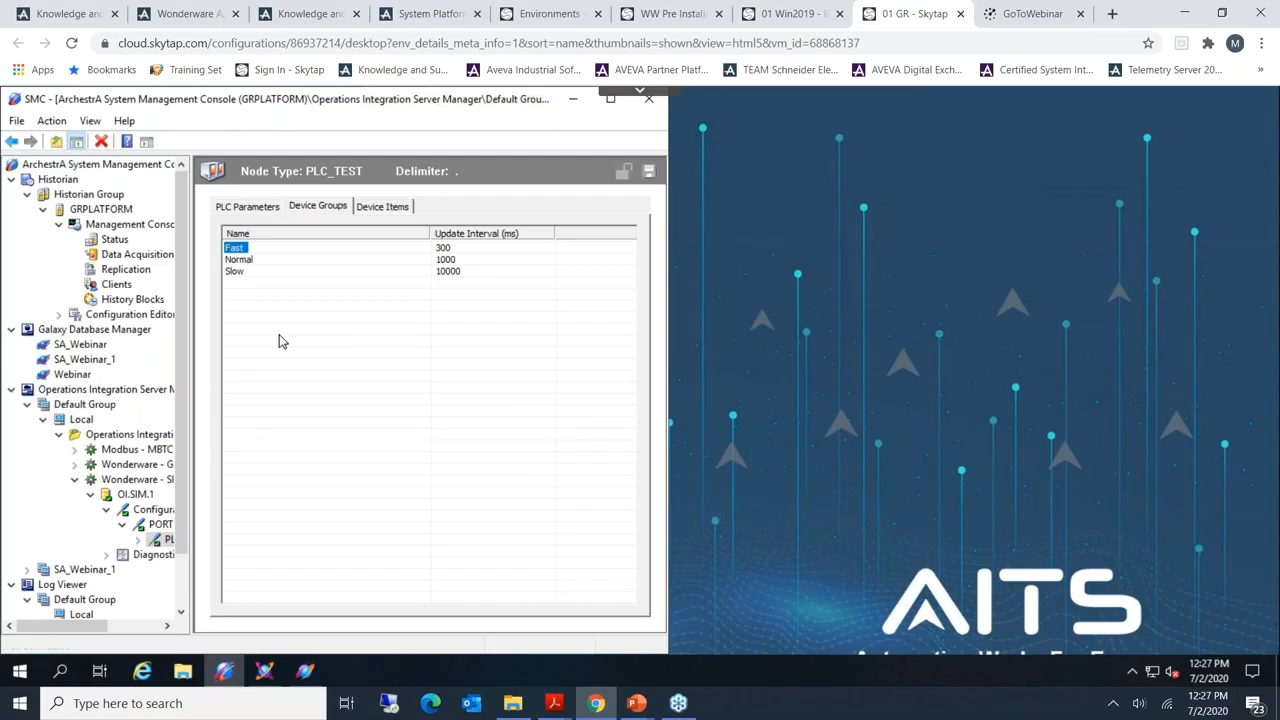 Knowledge and
Wonderware Ap
Knowledge and
System Platform
Environments -
WW Pre Install
01 Win2019 - R
01 GR - Skytap
GoToWebinar
cloud.skytap.com/configurations/86937214/desktop?env_details_meta_info=1&sort=name&thumbnails=shown&view=html5&vm_id=68868137
M
Apps
Bookmarks
Training Set
Sign In - Skytap
Knowledge and Su...
Aveva Industrial Sof...
AVEVA Partner Platf...
TEAM Schneider Ele...
AVEVA Digital Exch...
Certified System Int...
Telemetry Server 20...
SMC - [ArchestrA System Management Console (GRPLATFORM)\Operations Integration Server Manager\Default Grou...
File Action View Help
ArchestrA System Management Cc
Historian
Historian Group
GRPLATFORM
Management Consc
Status
Data Acquisition
Replication
Clients
History Blocks
Configuration Editor
Galaxy Database Manager
SA_Webinar
SA_Webinar_1
Webinar
Operations Integration Server M
Default Group
Local
Operations Integrati
Modbus - MBTC
Wonderware - G
Wonderware - SI
OI.SIM.1
Configura
PORT
PL
Diagnosti
SA_Webinar_1
Log Viewer
Default Group
Local
Node Type: PLC_TEST Delimiter: .
PLC Parameters Device Groups Device Items
Name Update Interval (ms)
Fast 300
Normal 1000
Slow 10000
AITS
12:27 PM
7/2/2020
Type here to search
12:27 PM
7/2/2020
23